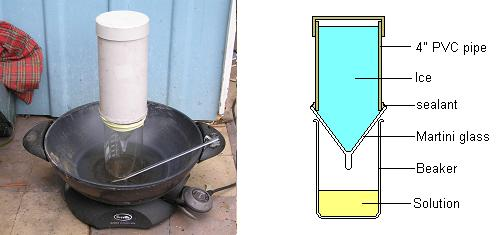 4" PVC pipe
Ice
sealant
Martini glass
Beaker
Solution